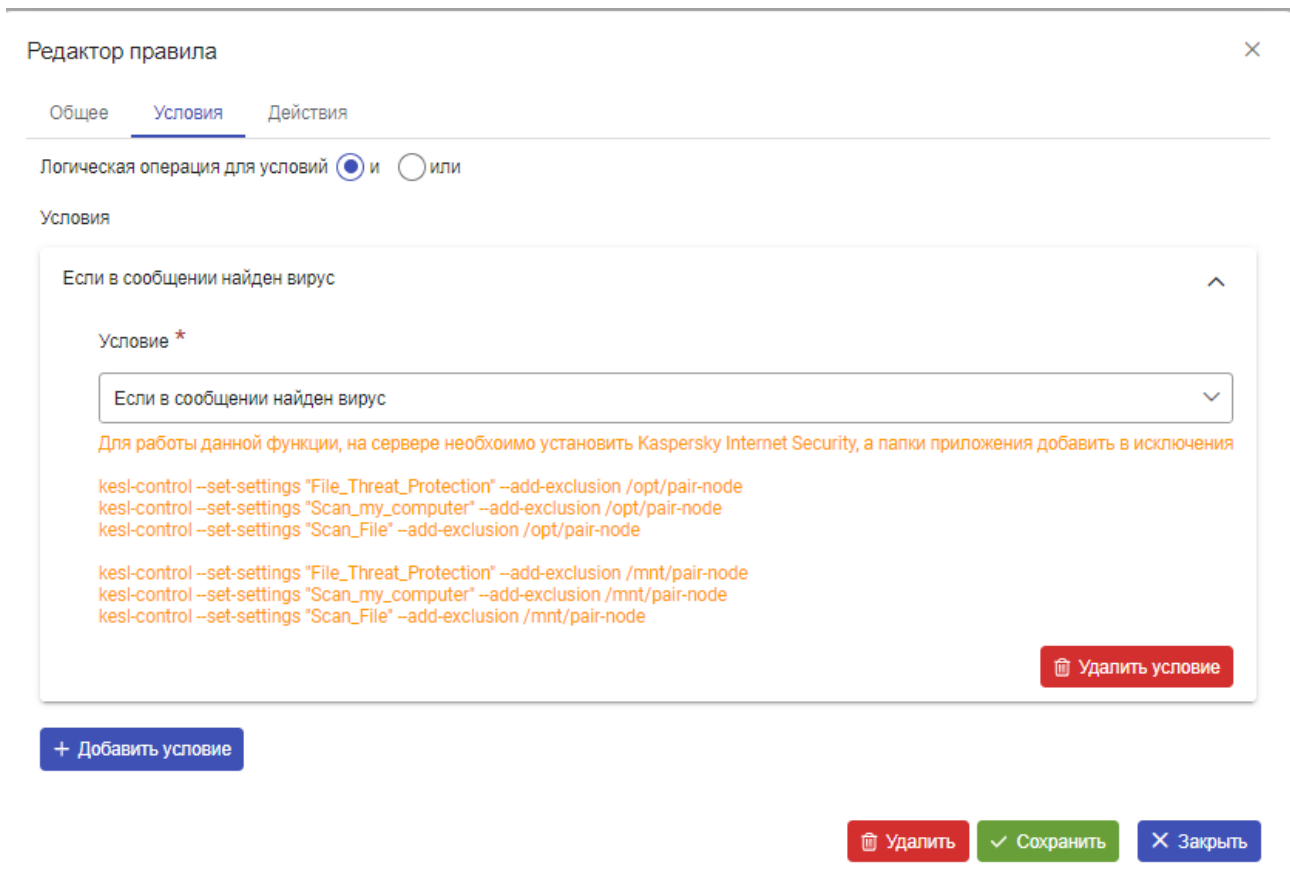 Редактор правила
Общее Условия Действия
Логическая операция для условий и или
Условия
Если в сообщении найден вирус
Условие *
Если в сообщении найден вирус
Для работы данной функции, на сервере необхоимо установить Kaspersky Internet Security, а папки приложения добавить в исключения
kesl-control --set-settings "File_Threat_Protection" --add-exclusion /opt/pair-node
kesl-control --set-settings "Scan_my_computer" --add-exclusion /opt/pair-node
kesl-control --set-settings "Scan_File" --add-exclusion /opt/pair-node
kesl-control --set-settings "File_Threat_Protection" --add-exclusion /mnt/pair-node
kesl-control --set-settings "Scan_my_computer" --add-exclusion /mnt/pair-node
kesl-control --set-settings "Scan_File" --add-exclusion /mnt/pair-node
Удалить условие
+ Добавить условие
Удалить Сохранить Закрыть